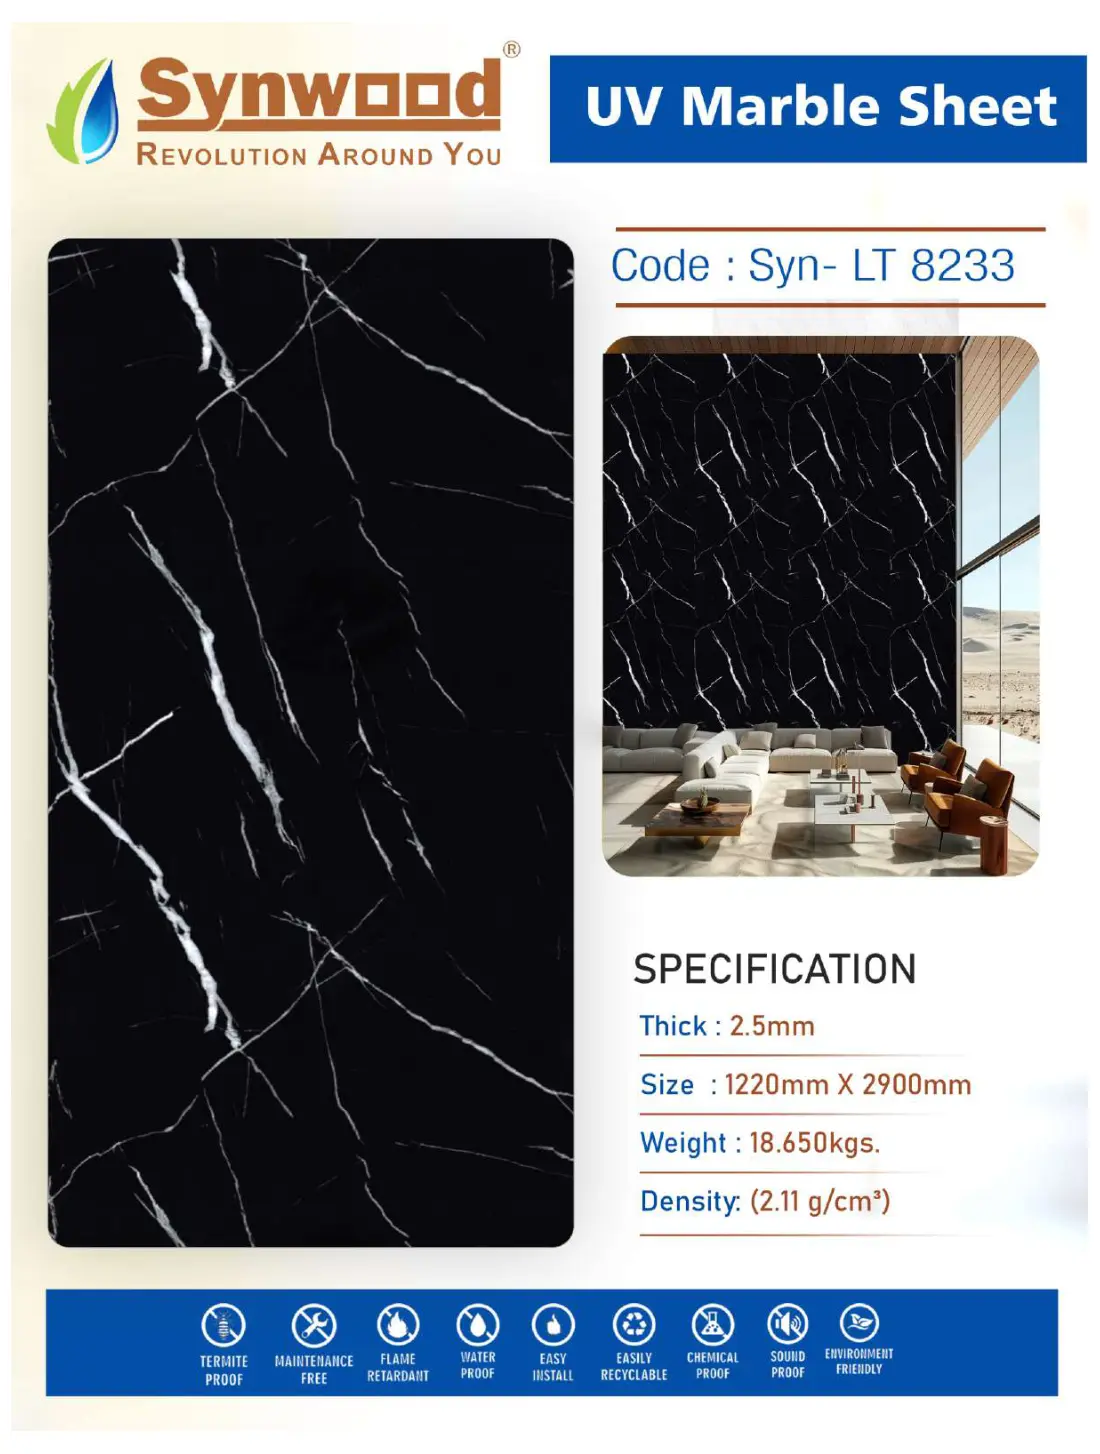 Synwood®
REVOLUTION AROUND YOU
UV Marble Sheet
Code : Syn- LT 8233
SPECIFICATION
Thick : 2.5mm
Size : 1220mm X 2900mm
Weight : 18.650kgs.
Density: (2.11 g/cm³)
TERMITE PROOF
MAINTENANCE FREE
FLAME RETARDANT
WATER PROOF
EASY INSTALL
EASILY RECYCLABLE
CHEMICAL PROOF
SOUND PROOF
ENVIRONMENT FRIENDLY